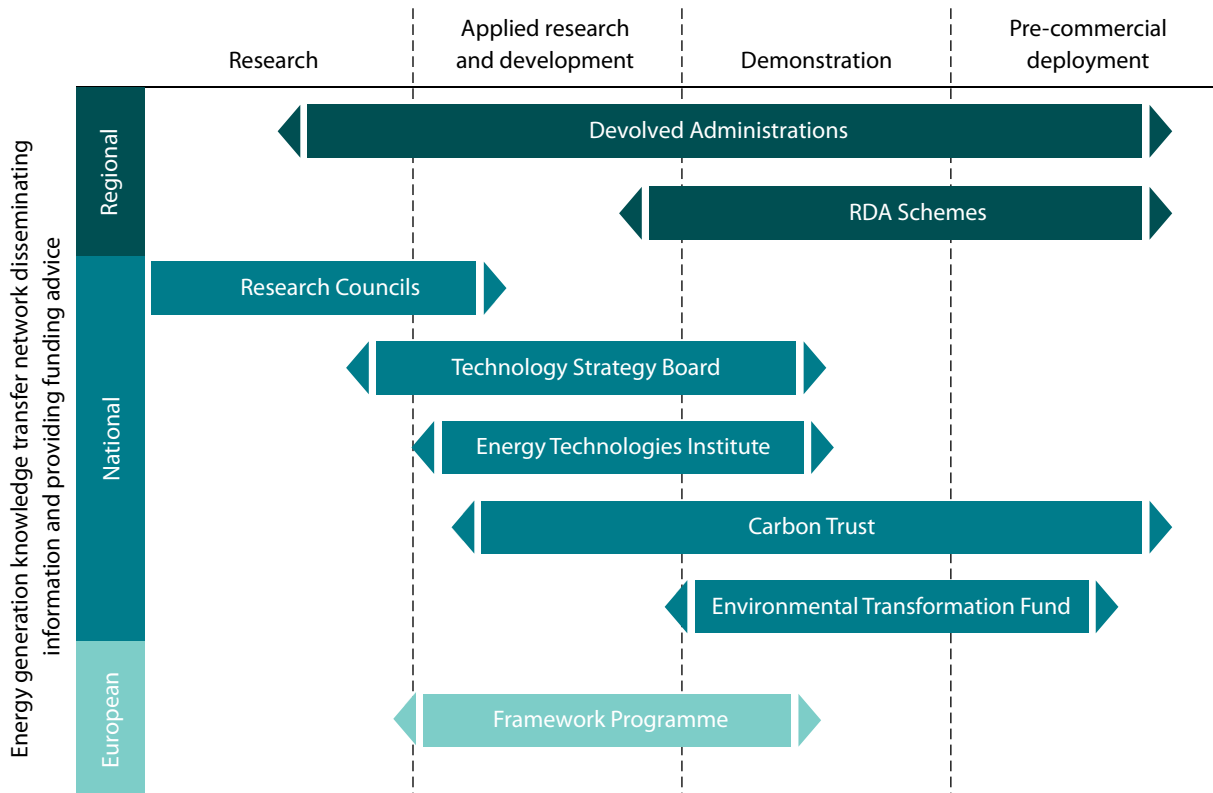 Research
Applied research
and development
Demonstration
Pre-commercial
deployment
Energy generation knowledge transfer network disseminating
information and providing funding advice
Regional
Devolved Administrations
RDA Schemes
National
Research Councils
Technology Strategy Board
Energy Technologies Institute
Carbon Trust
Environmental Transformation Fund
European
Framework Programme